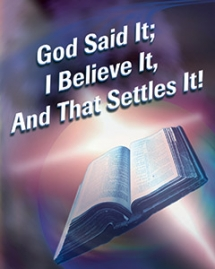 God Said It;
I Believe It,
And That Settles It!